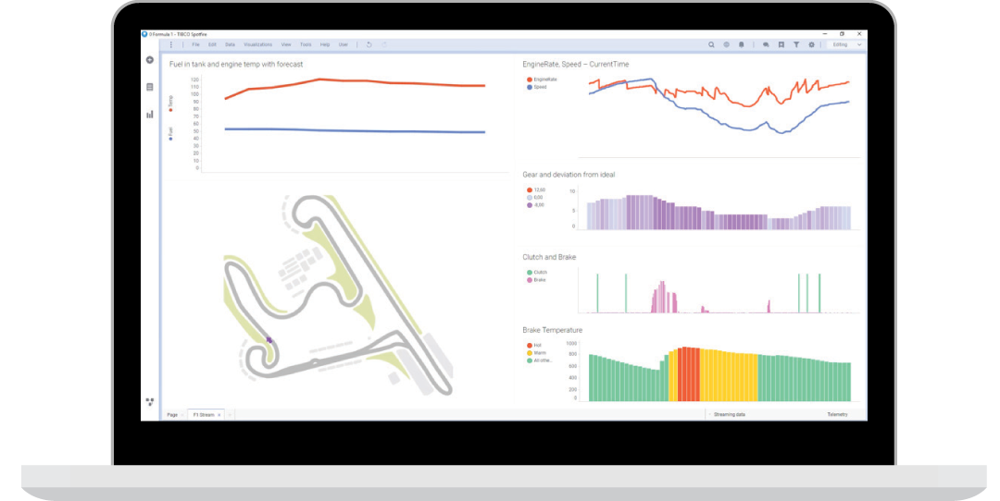 D Formula 1 - TIBCO Spotfire
File Edit Data Visualizations View Tools Help User
Editing
Fuel in tank and engine temp with forecast
Temp
Fuel
120
110
100
90
80
70
60
50
40
30
20
10
0
EngineRate, Speed – CurrentTime
EngineRate
Speed
Gear and deviation from ideal
12,00
0,00
-8,00
10
5
0
Clutch and Brake
Clutch
Brake
Brake Temperature
Hot
Warm
All othe...
1000
800
600
400
200
0
Page
F1 Stream
Streaming data
Telemetry